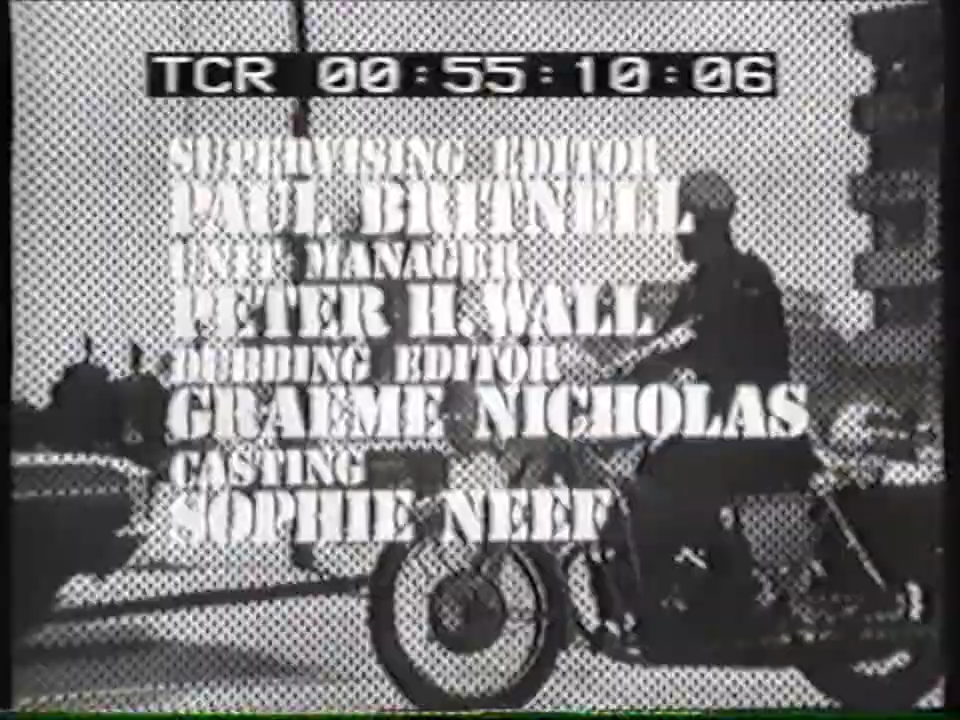 TCR 00:55:10:06
SUPERVISING EDITOR
PAUL BRITNELL
UNIT MANAGER
PETER H.WALL
DUBBING EDITOR
GRAEME NICHOLAS
CASTING
SOPHIE NEEF